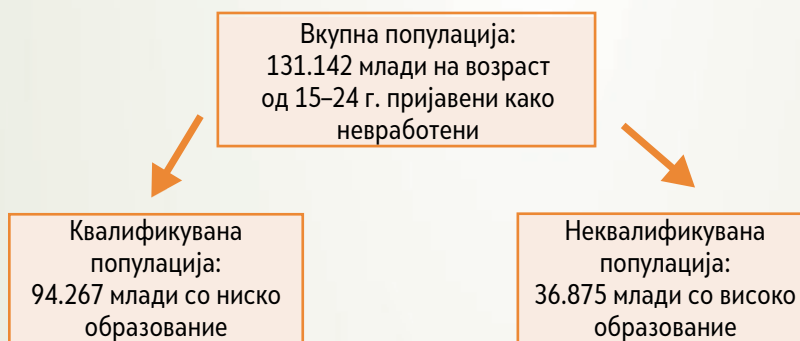 Вкупна популација:
131.142 млади на возраст
од 15–24 г. пријавени како
невработени
Квалификувана
популација:
94.267 млади со ниско
образование
Неквалификувана
популација:
36.875 млади со високо
образование